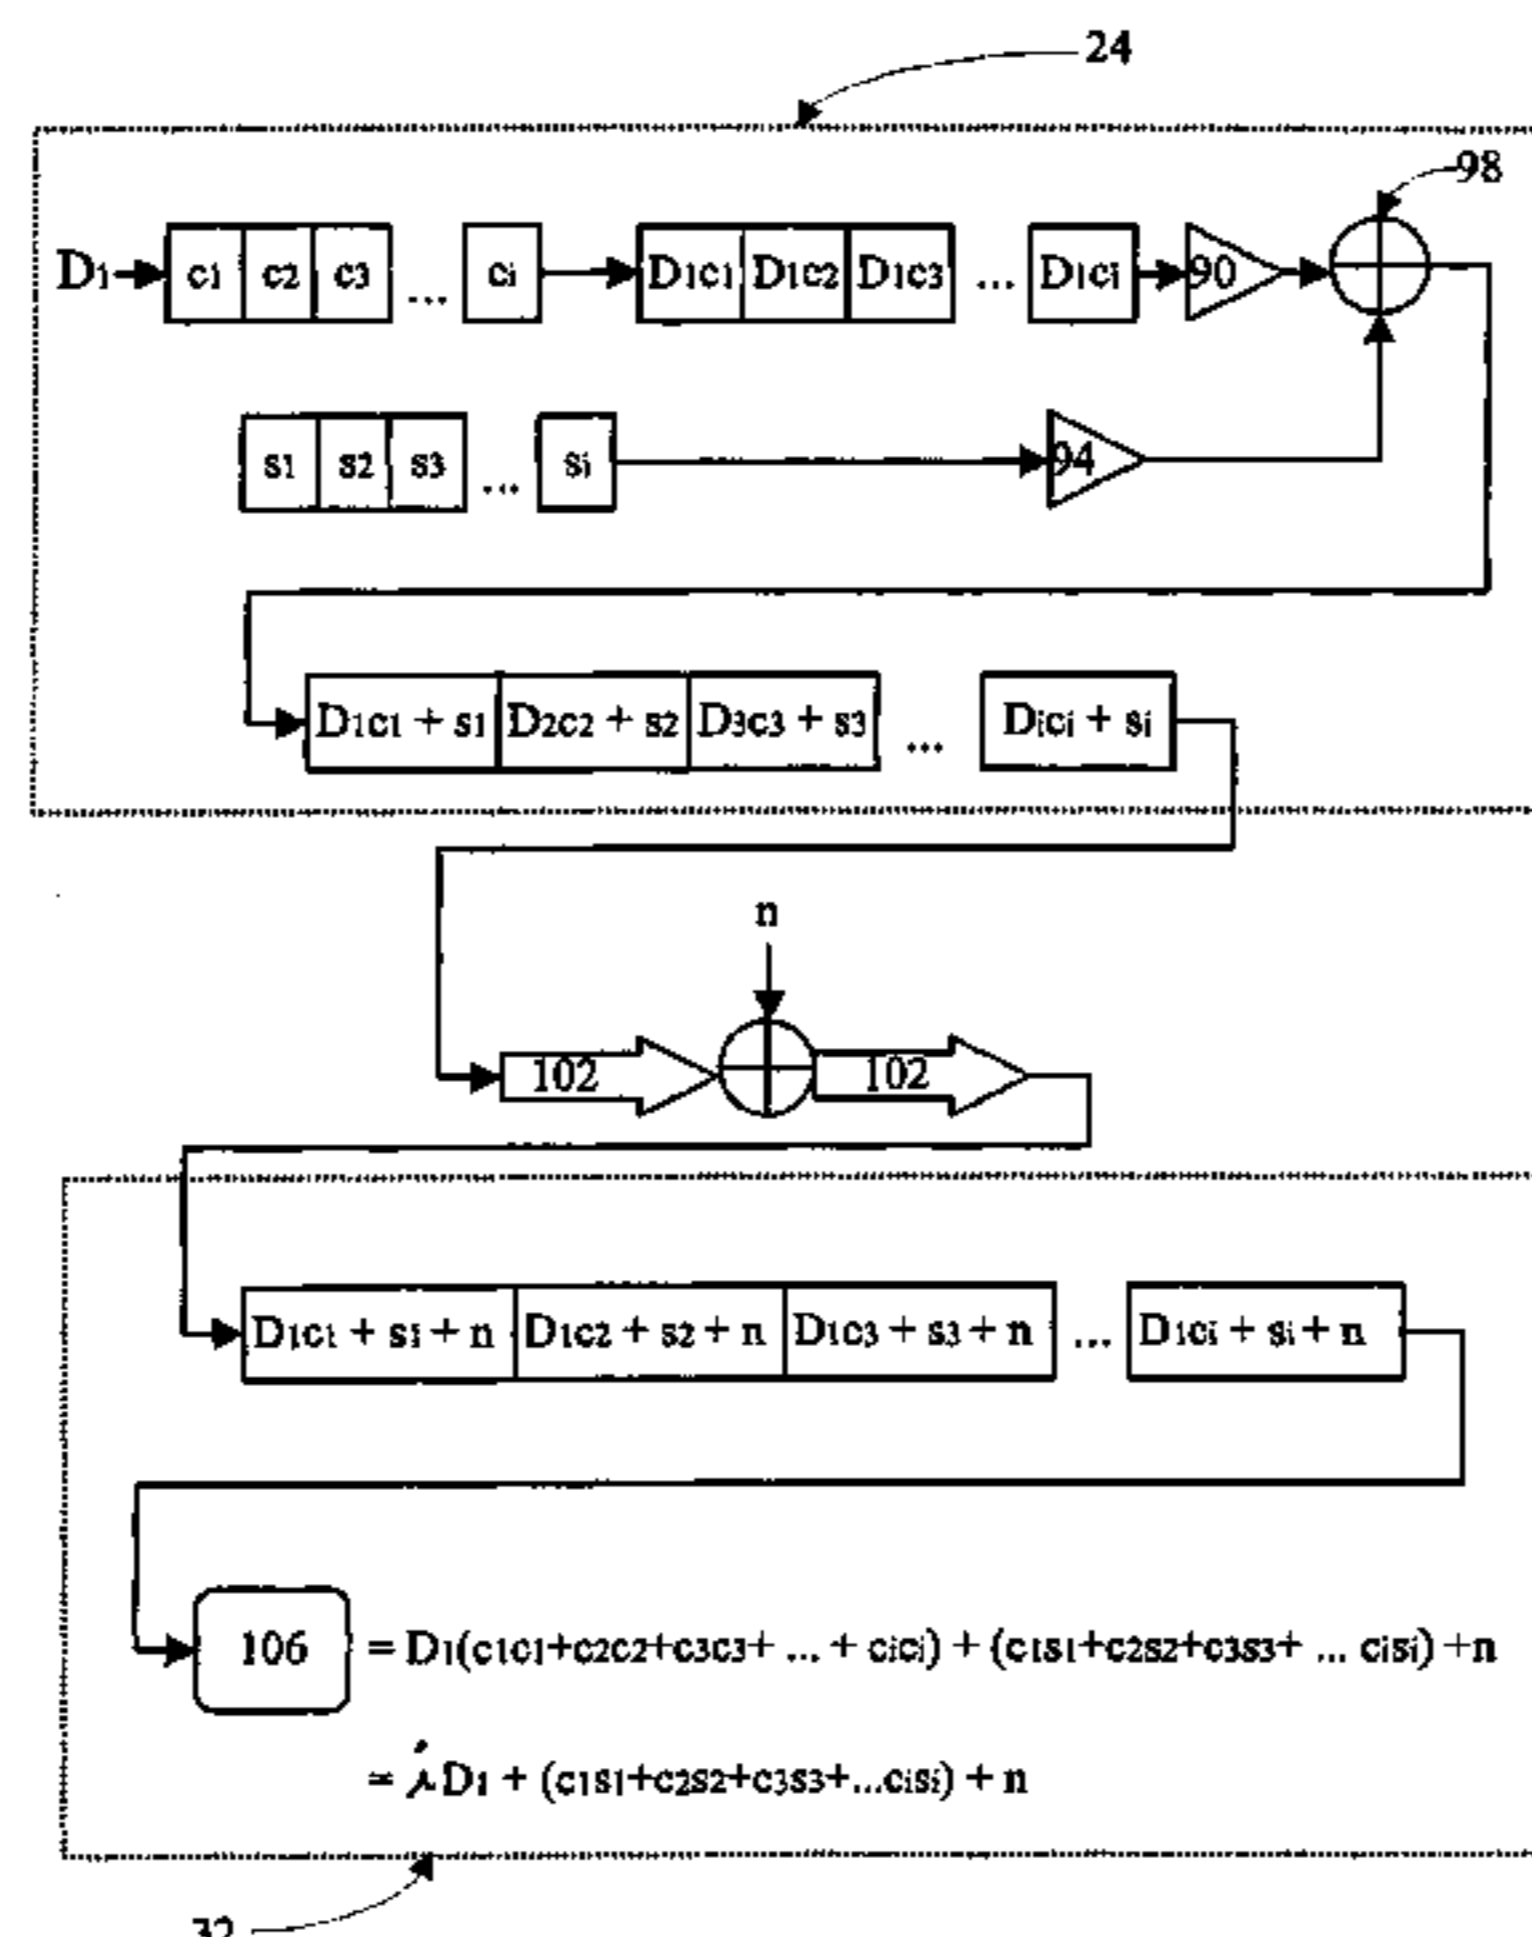 24
98
D1 c1 c2 c3 ... ci D1c1 D1c2 D1c3 ... D1ci 90
s1 s2 s3 ... si 94
D1c1 + s1 D2c2 + s2 D3c3 + s3 ... Dici + si
n
102 102
D1c1 + s1 + n D1c2 + s2 + n D1c3 + s3 + n ... D1ci + si + n
106 = D1(c1c1+c2c2+c3c3+ ... + cici) + (c1s1+c2s2+c3s3+ ... cisi) +n
= D1 + (c1s1+c2s2+c3s3+...cisi) + n
32